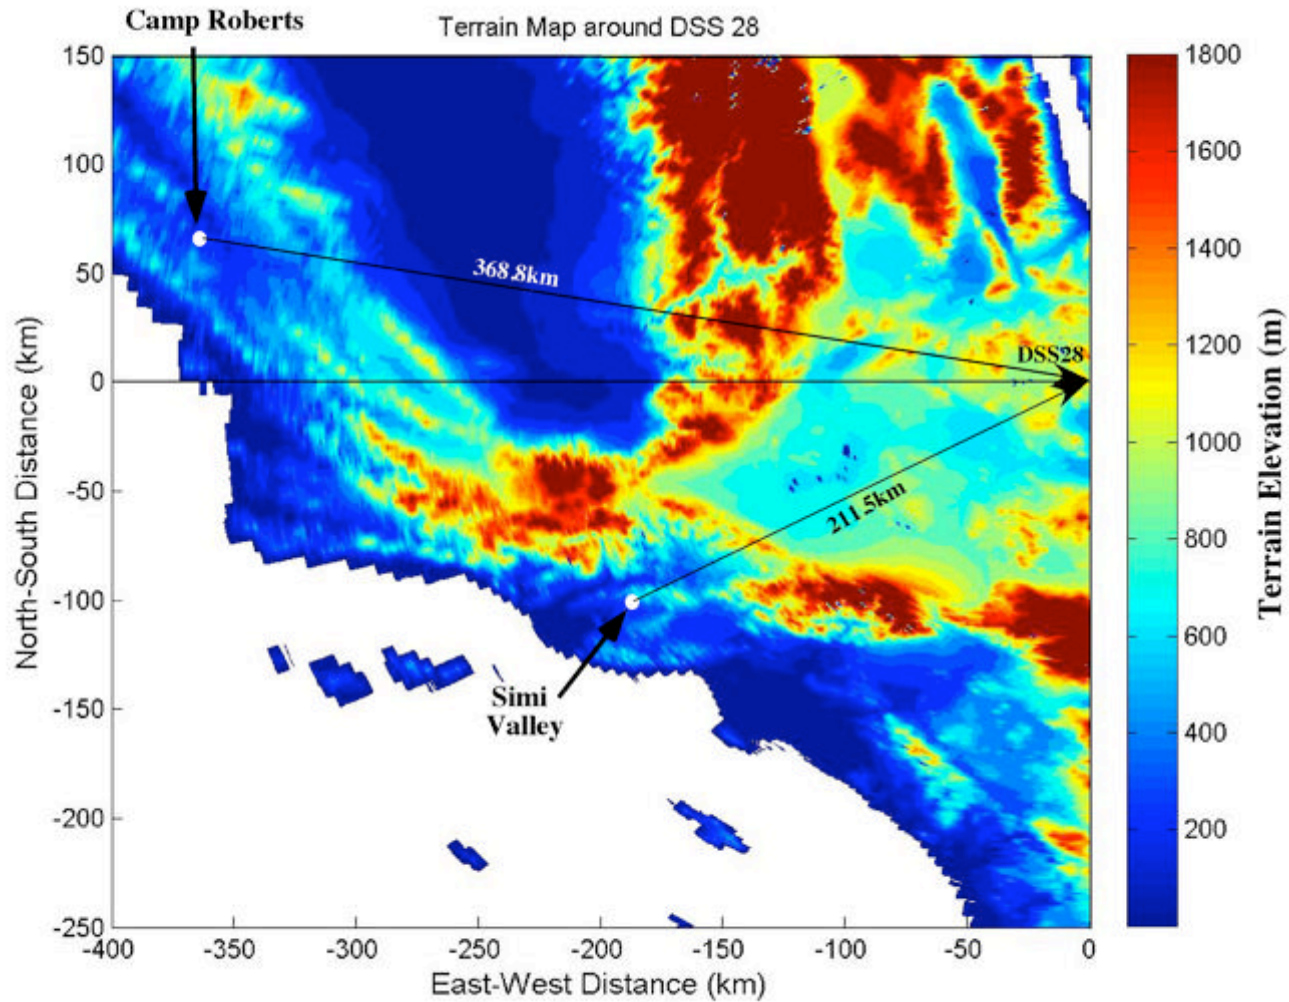 Camp Roberts
Terrain Map around DSS 28
150
100
50
0
-50
-100
-150
-200
-250
North-South Distance (km)
368.8km
DSS28
211.5km
Simi
Valley
-400
-350
-300
-250
-200
-150
-100
-50
0
East-West Distance (km)
1800
1600
1400
1200
1000
800
600
400
200
Terrain Elevation (m)